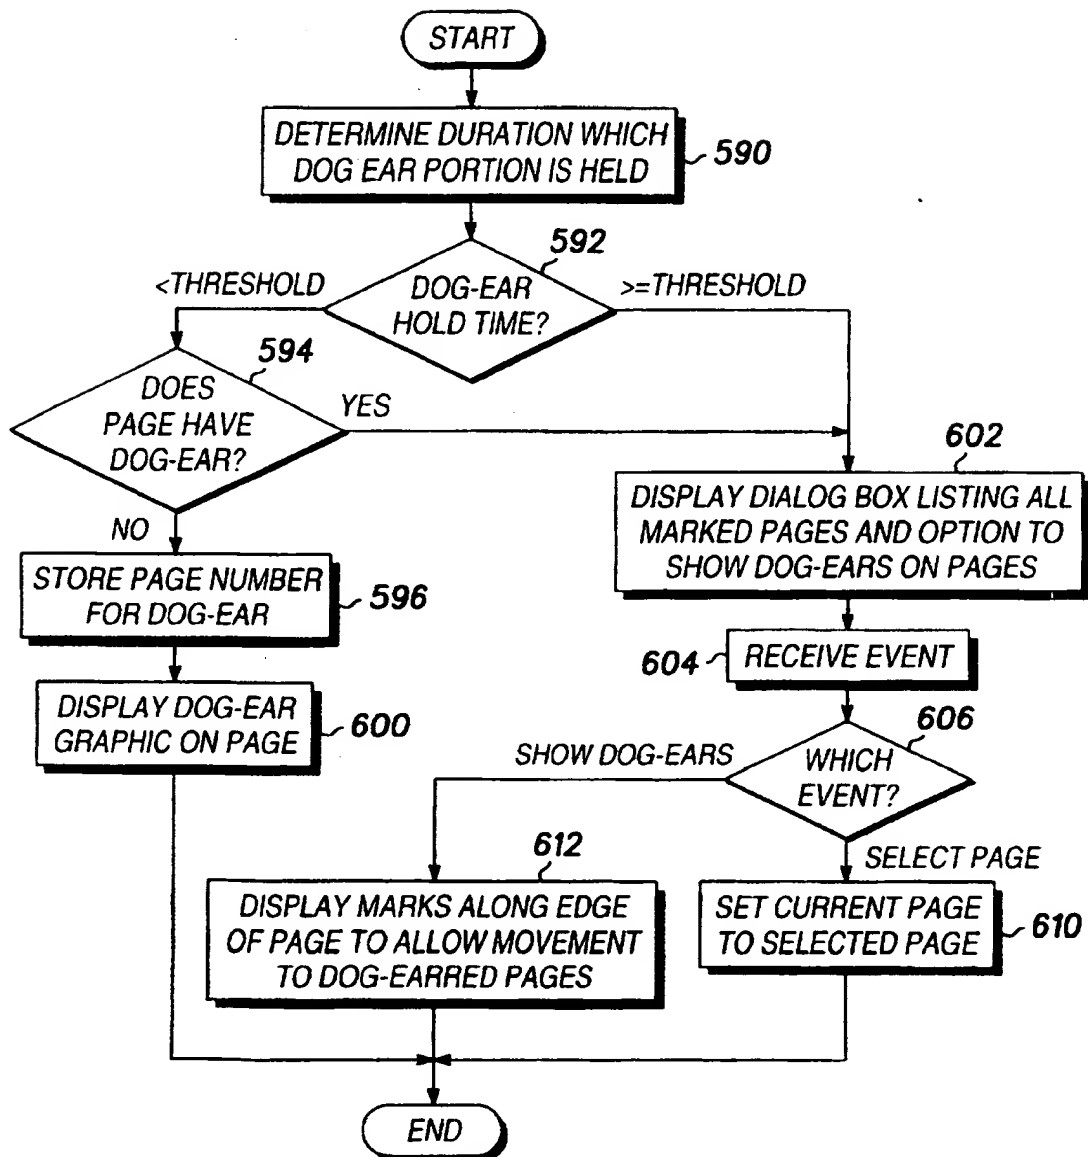 START
DETERMINE DURATION WHICH
DOG EAR PORTION IS HELD
590
592
DOG-EAR
HOLD TIME?
<THRESHOLD
>=THRESHOLD
594
DOES
PAGE HAVE
DOG-EAR?
YES
NO
STORE PAGE NUMBER
FOR DOG-EAR
596
DISPLAY DOG-EAR
GRAPHIC ON PAGE
600
602
DISPLAY DIALOG BOX LISTING ALL
MARKED PAGES AND OPTION TO
SHOW DOG-EARS ON PAGES
604
RECEIVE EVENT
606
WHICH
EVENT?
SHOW DOG-EARS
SELECT PAGE
612
DISPLAY MARKS ALONG EDGE
OF PAGE TO ALLOW MOVEMENT
TO DOG-EARRED PAGES
SET CURRENT PAGE
TO SELECTED PAGE
610
END